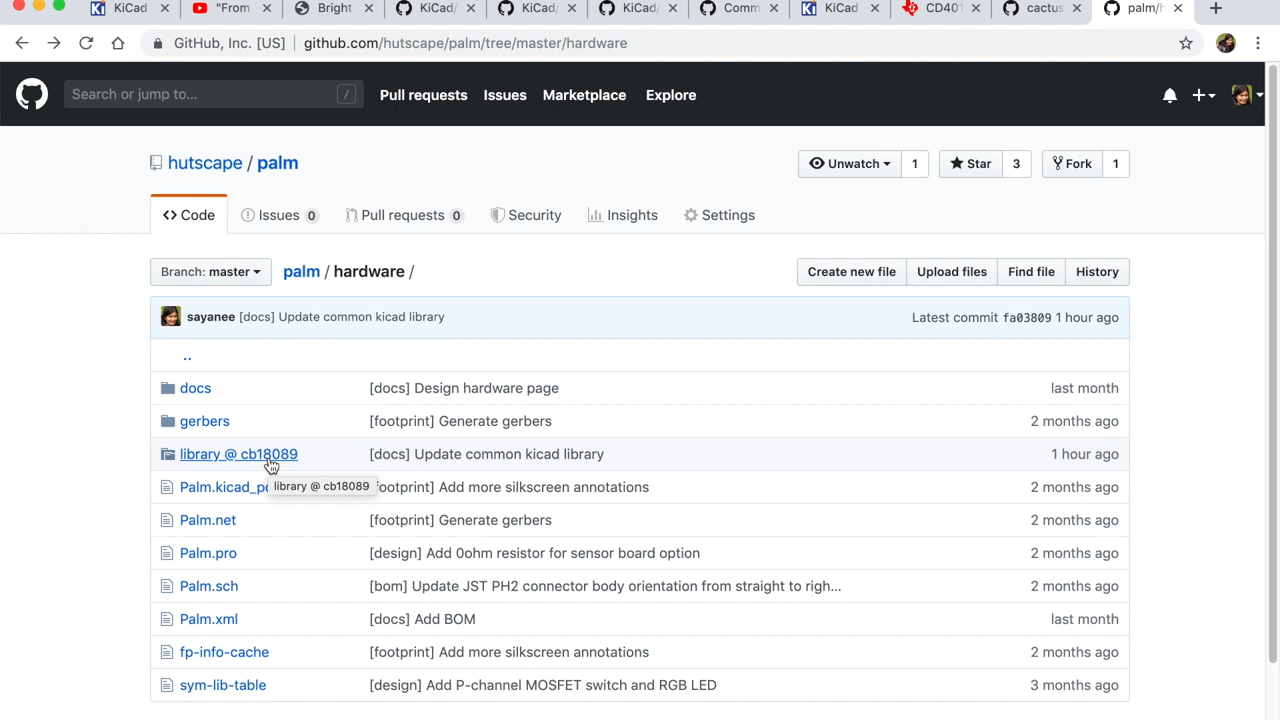 KiCad "From Bright KiCad/ KiCad/ KiCad/ Comm KiCad CD401 cactus palm/h
GitHub, Inc. [US] github.com/hutscape/palm/tree/master/hardware
Search or jump to... / Pull requests Issues Marketplace Explore
hutscape / palm Unwatch 1 Star 3 Fork 1
<> Code Issues 0 Pull requests 0 Security Insights Settings
Branch: master palm / hardware / Create new file Upload files Find file History
sayanee [docs] Update common kicad library Latest commit fa03809 1 hour ago
..
docs [docs] Design hardware page last month
gerbers [footprint] Generate gerbers 2 months ago
library @ cb18089 [docs] Update common kicad library 1 hour ago
library @ cb18089
Palm.kicad_pc footprint] Add more silkscreen annotations 2 months ago
Palm.net [footprint] Generate gerbers 2 months ago
Palm.pro [design] Add 0ohm resistor for sensor board option 2 months ago
Palm.sch [bom] Update JST PH2 connector body orientation from straight to righ... 2 months ago
Palm.xml [docs] Add BOM last month
fp-info-cache [footprint] Add more silkscreen annotations 2 months ago
sym-lib-table [design] Add P-channel MOSFET switch and RGB LED 3 months ago